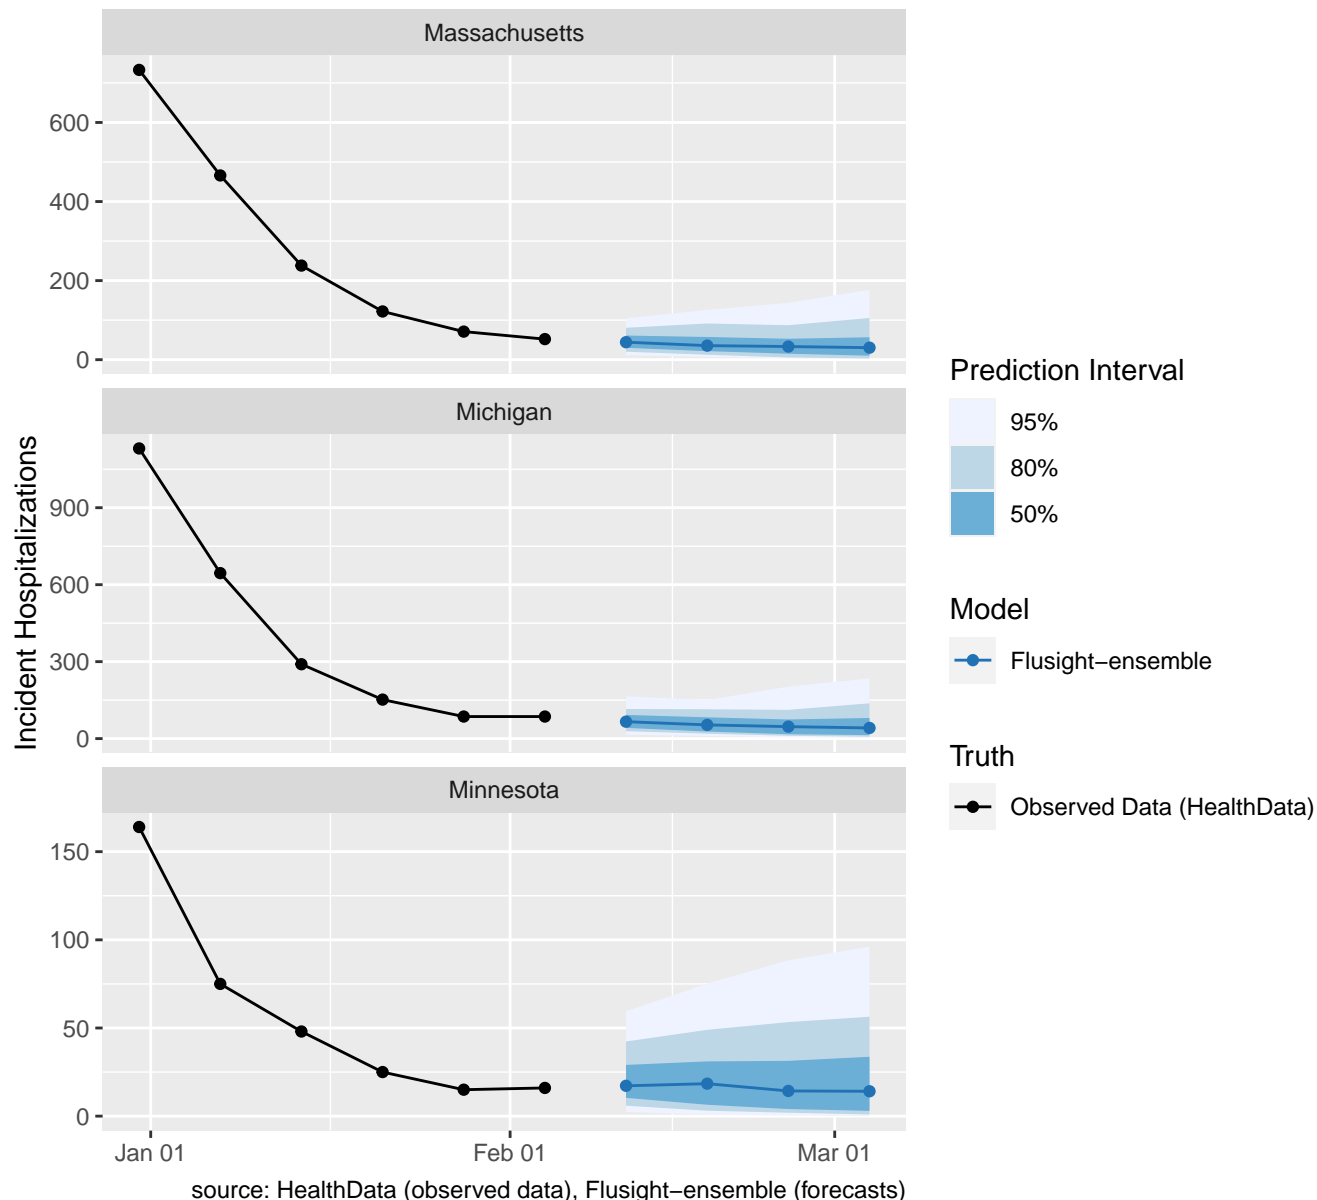 Massachusetts
600
400
200
0
Michigan
900
600
300
0
Minnesota
150
100
50
0
Jan 01
Feb 01
Mar 01
Incident Hospitalizations
source: HealthData (observed data), Flusight−ensemble (forecasts)
Prediction Interval
95%
80%
50%
Model
Flusight−ensemble
Truth
Observed Data (HealthData)